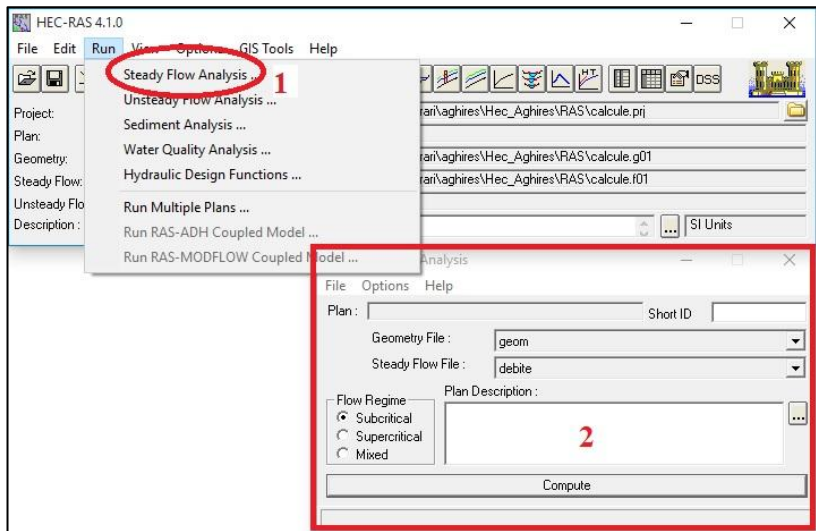 HEC-RAS 4.1.0
File Edit Run View Options GIS Tools Help
Steady Flow Analysis ...
1
Unsteady Flow Analysis ...
Sediment Analysis ...
Water Quality Analysis ...
Hydraulic Design Functions ...
Run Multiple Plans ...
Run RAS-ADH Coupled Model ...
Run RAS-MODFLOW Coupled Model ...
HT DSS
Project: rari\aghires\Hec_Aghires\RAS\calcule.prj
Plan:
Geometry: rari\aghires\Hec_Aghires\RAS\calcule.g01
Steady Flow: rari\aghires\Hec_Aghires\RAS\calcule.f01
Unsteady Flo
Description : ... SI Units
Analysis
File Options Help
Plan : Short ID
Geometry File : geom
Steady Flow File : debite
Flow Regime
Subcritical
Supercritical
Mixed
Plan Description :
...
2
Compute